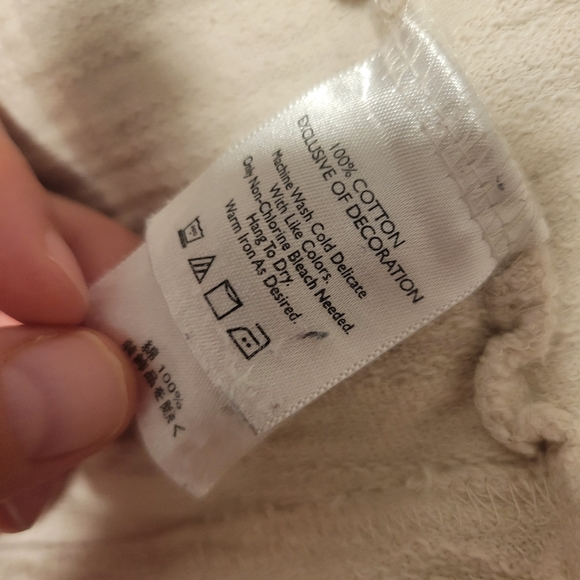 100% COTTON
EXCLUSIVE OF DECORATION
Machine Wash Cold Delicate
With Like Colors.
Only Non-Chlorine Bleach Needed.
Hang To Dry.
Warm Iron As Desired.
綿 100%
装飾品を除く